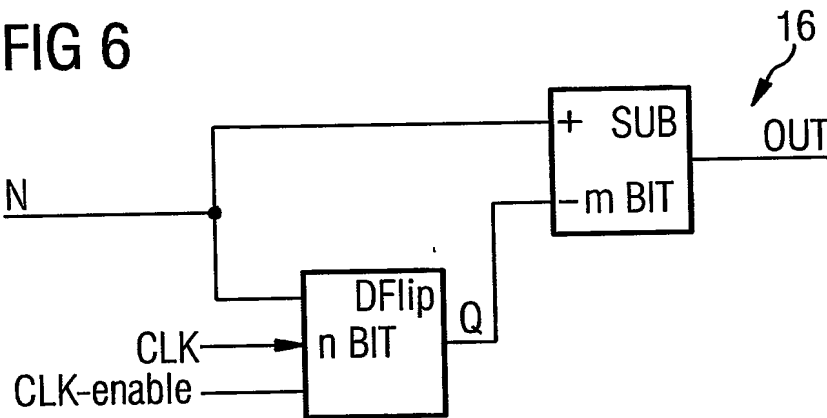 FIG 6
16
+ SUB
OUT
N
- m BIT
DFlip
Q
CLK
n BIT
CLK-enable